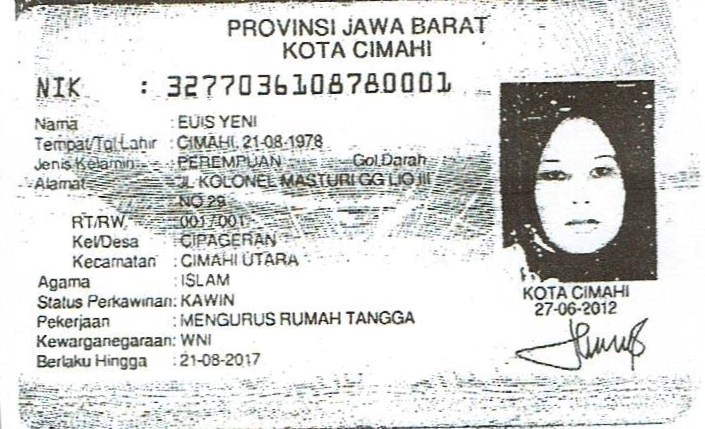 PROVINSI JAWA BARAT
KOTA CIMAHI
NIK : 3277036108780001
Nama : EUIS YENI
Tempat/Tgl Lahir : CIMAHI, 21-08-1978
Jenis Kelamin : PEREMPUAN Gol.Darah
Alamat : JL KOLONEL MASTURI GG LIO III
NO 29
RT/RW : 001/001
Kel/Desa : CIPAGERAN
Kecamatan : CIMAHI UTARA
Agama : ISLAM
Status Perkawinan: KAWIN
Pekerjaan : MENGURUS RUMAH TANGGA
Kewarganegaraan: WNI
Berlaku Hingga : 21-08-2017
KOTA CIMAHI
27-06-2012